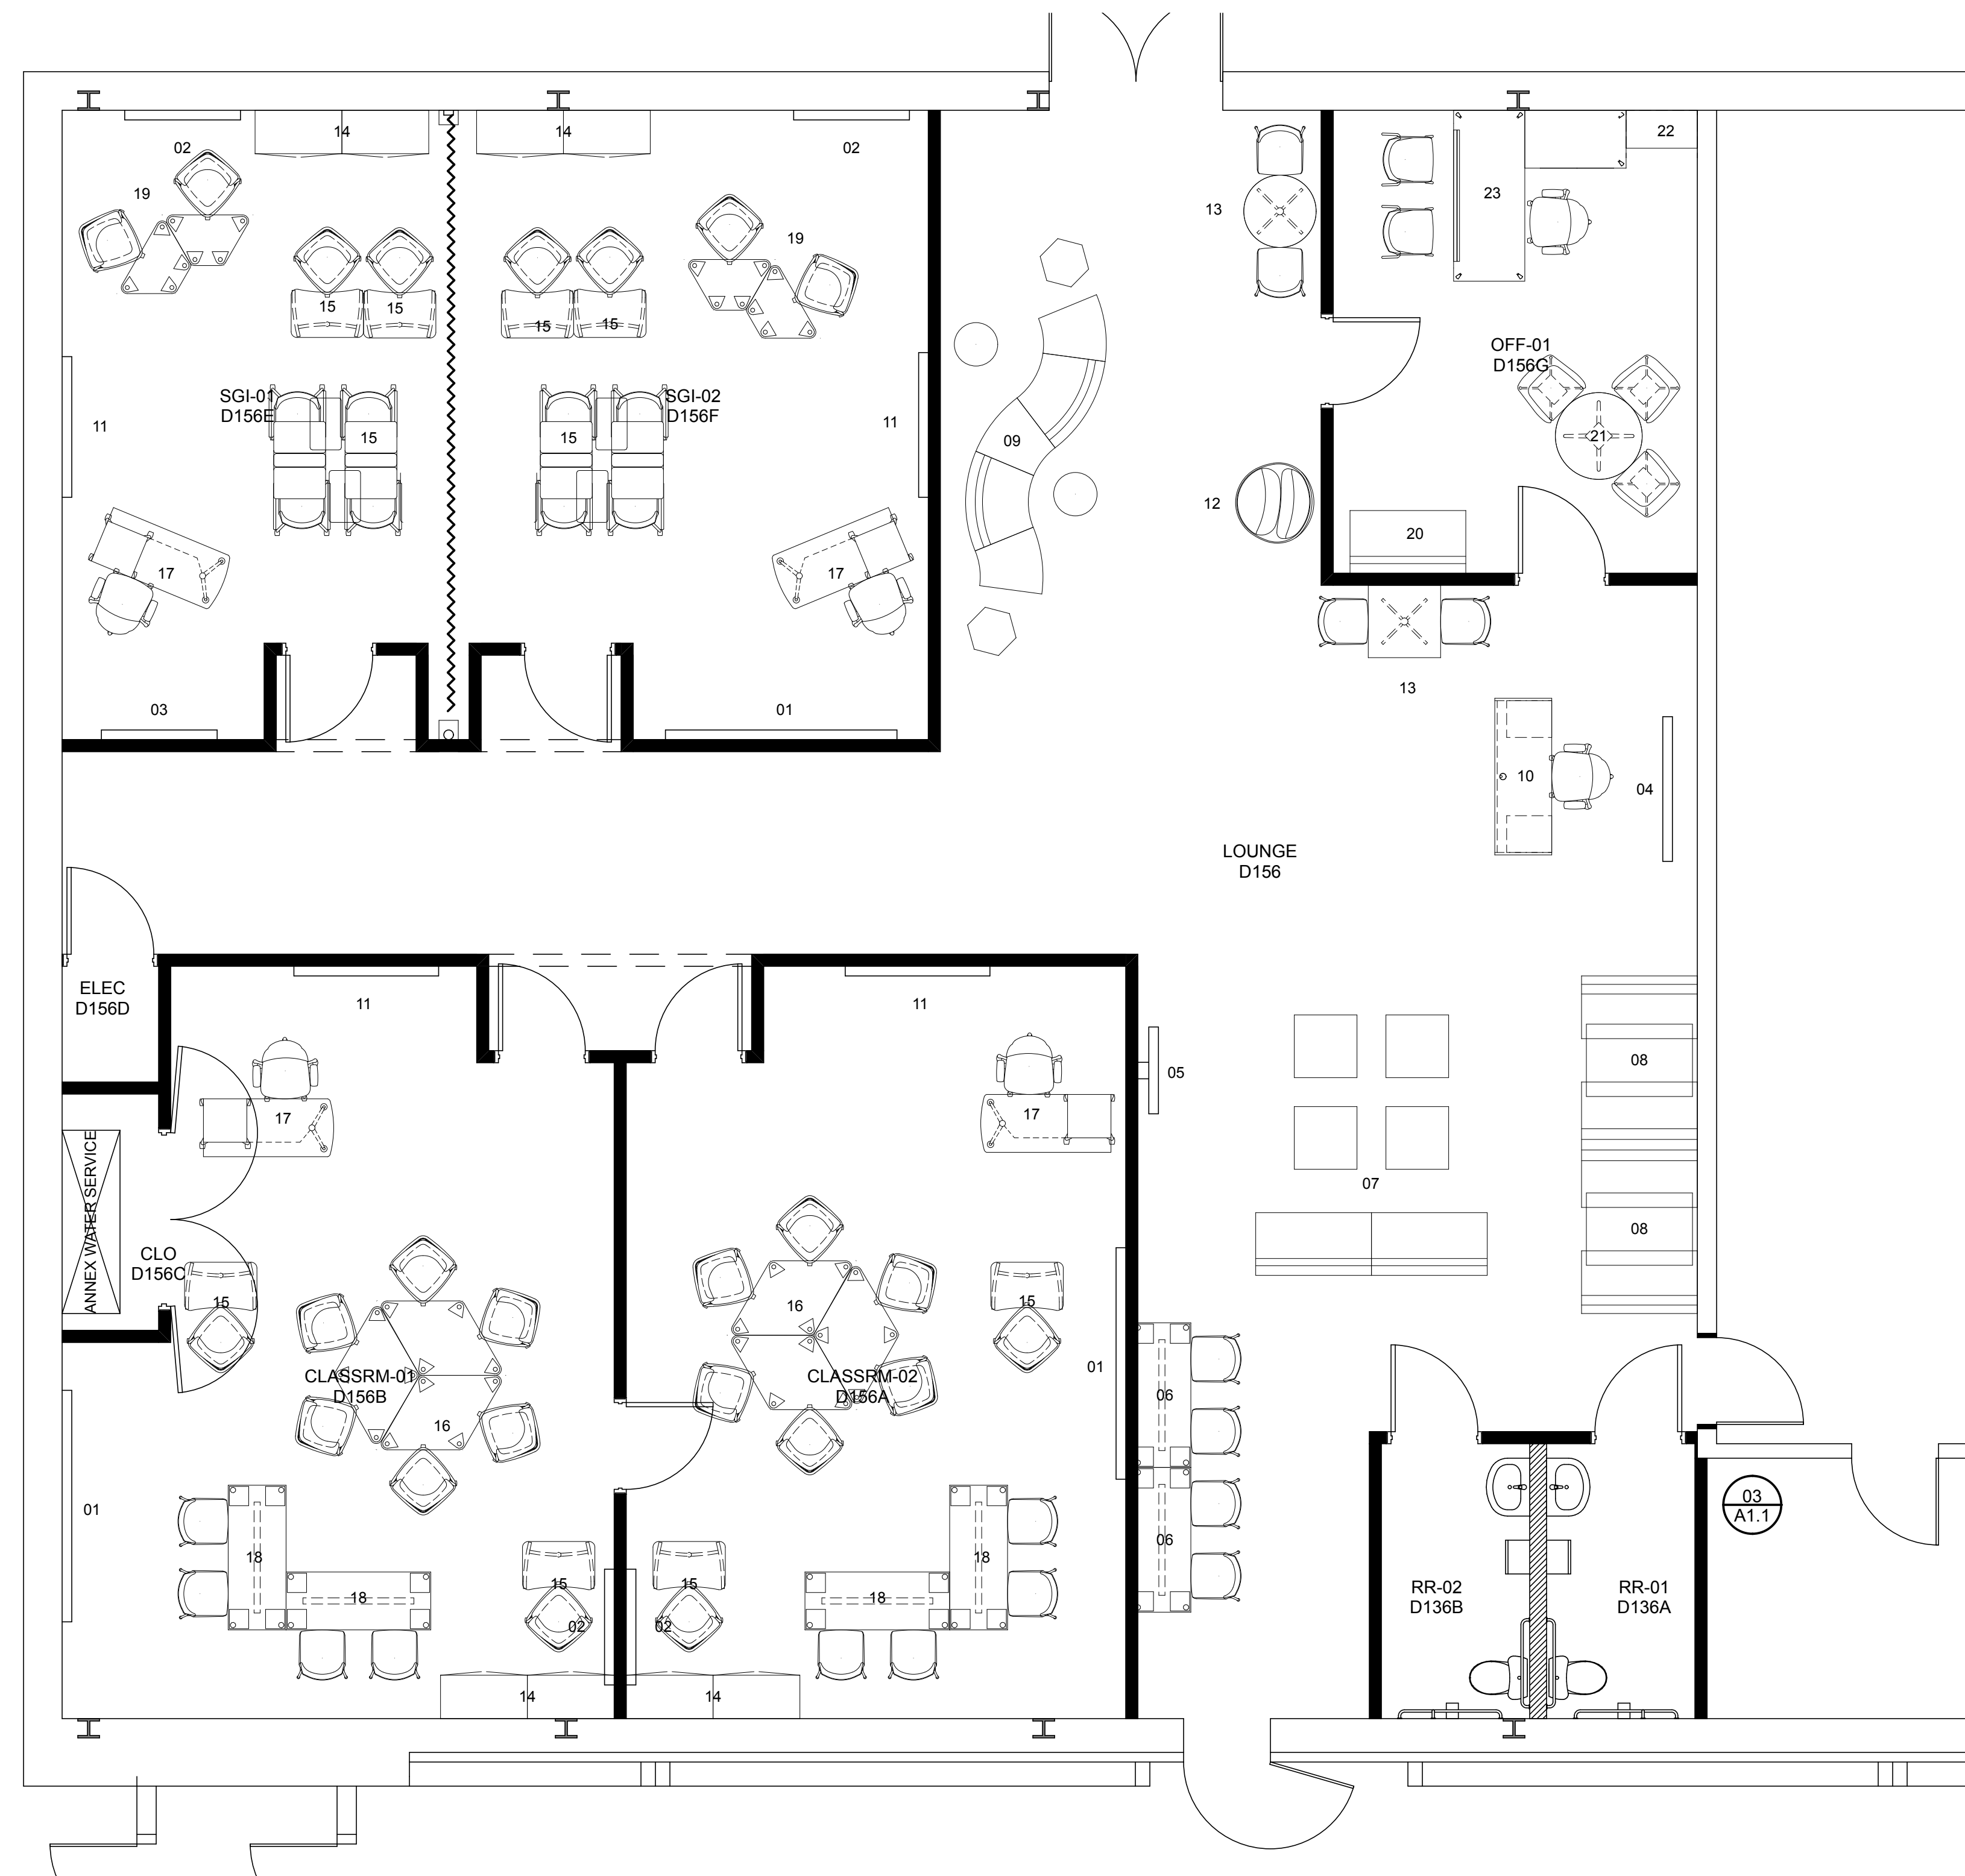 14
14
02
02
19
19
13
22
23
15
15
15
15
OFF-01
D156G
SGI-01
D156E
SGI-02
D156F
11
15
15
11
09
21
12
20
17
17
03
01
13
10
04
LOUNGE
D156
ELEC
D156D
11
11
05
08
17
17
07
ANNEX WATER SERVICE
CLO
D156C
15
16
15
08
CLASSRM-01
D156B
CLASSRM-02
D156A
01
06
16
01
03
A1.1
18
18
18
18
06
15
15
02
02
RR-02
D136B
RR-01
D136A
14
14